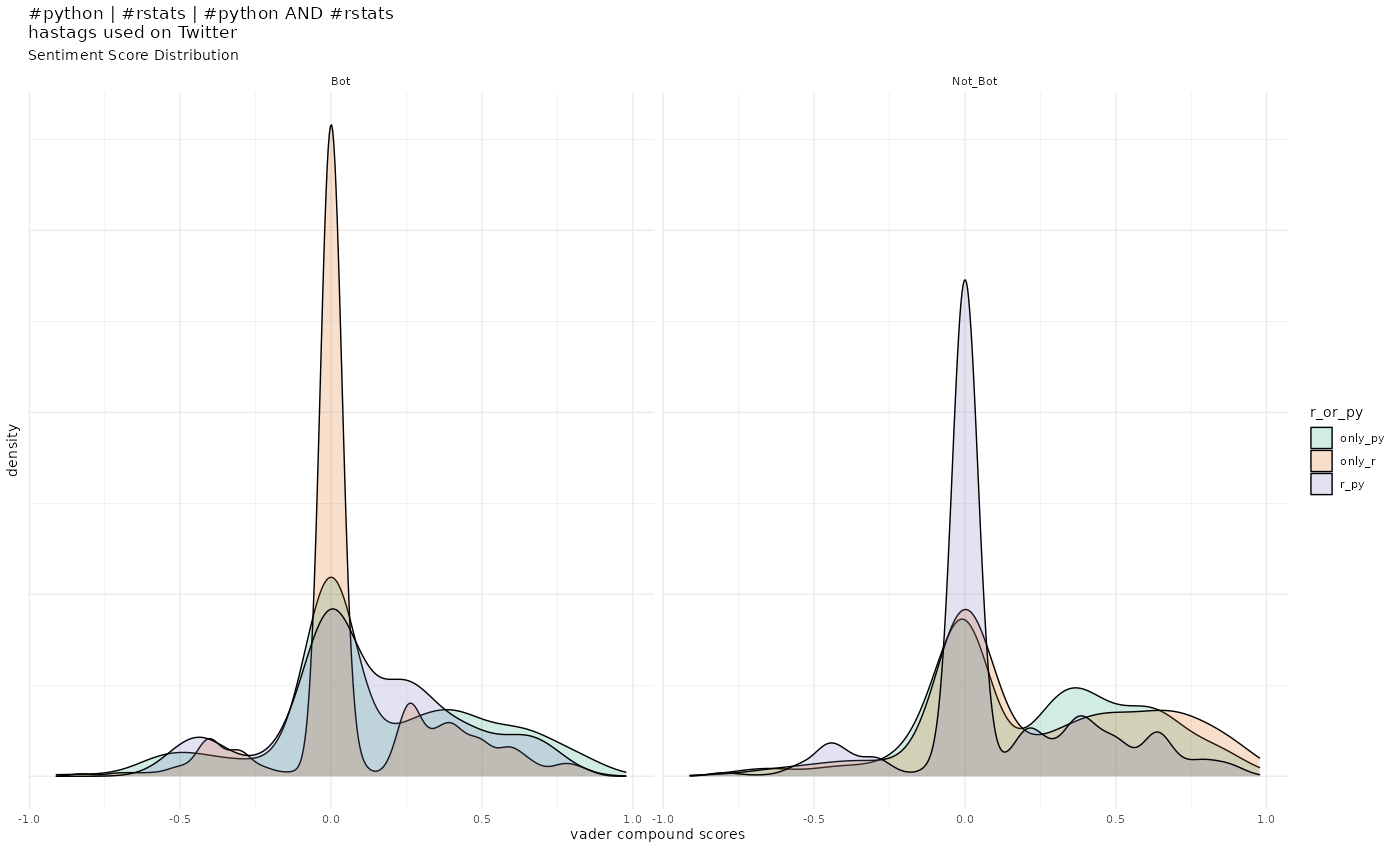 #python | #rstats | #python AND #rstats
hastags used on Twitter
Sentiment Score Distribution
Bot
Not_Bot
density
r_or_py
only_py
only_r
r_py
-1.0
-0.5
0.0
0.5
1.0
-1.0
-0.5
0.0
0.5
1.0
vader compound scores